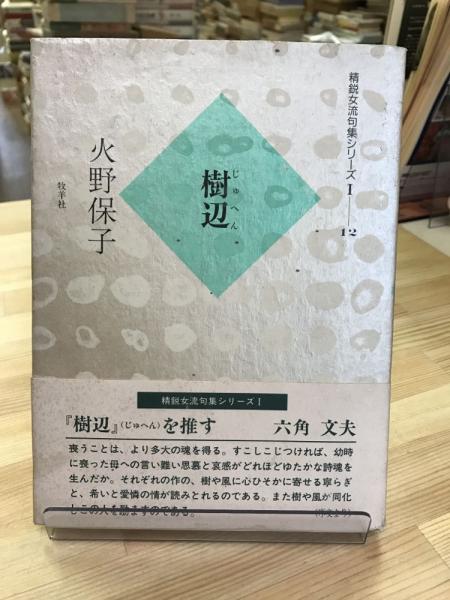 精鋭女流句集シリーズⅠ—12
樹辺
じゅへん
火野保子
牧羊社
精鋭女流句集シリーズⅠ
『樹辺』(じゅへん)を推す 六角 文夫
喪うことは、より多大の魂を得る。すこしこじつければ、幼時
に喪った母への言い難い思慕と哀感がどれほどゆたかな詩魂を
生んだか。それぞれの作の、樹や風に心ひそかに寄せる寧らぎ
と、希いと愛憐の情が読みとれるのである。また樹や風が同化
しこの人を励ますのである。 (序文より)